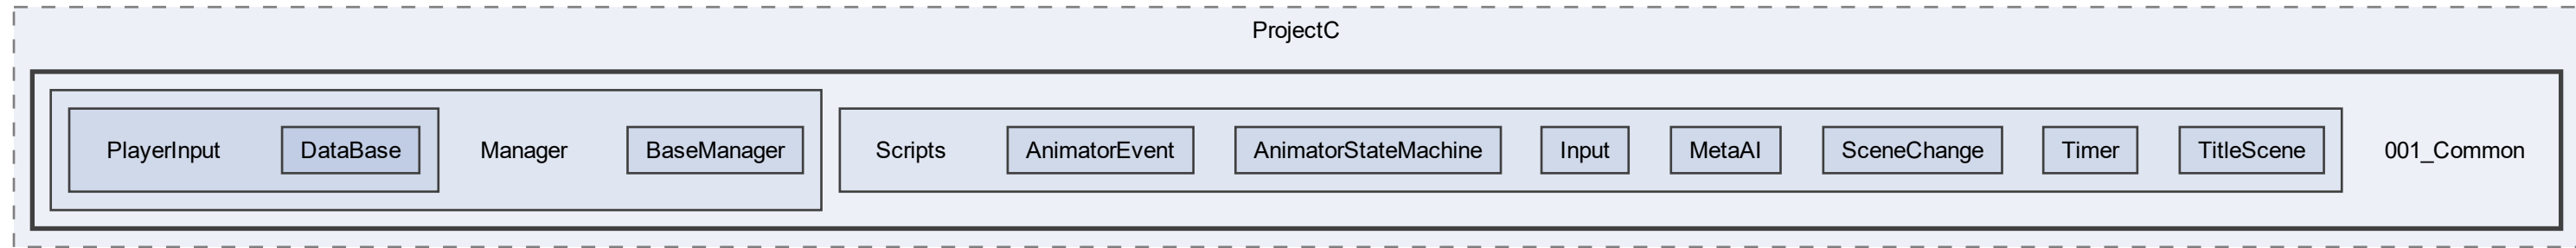 ProjectC
PlayerInput DataBase Manager BaseManager Scripts AnimatorEvent AnimatorStateMachine Input MetaAI SceneChange Timer TitleScene 001_Common